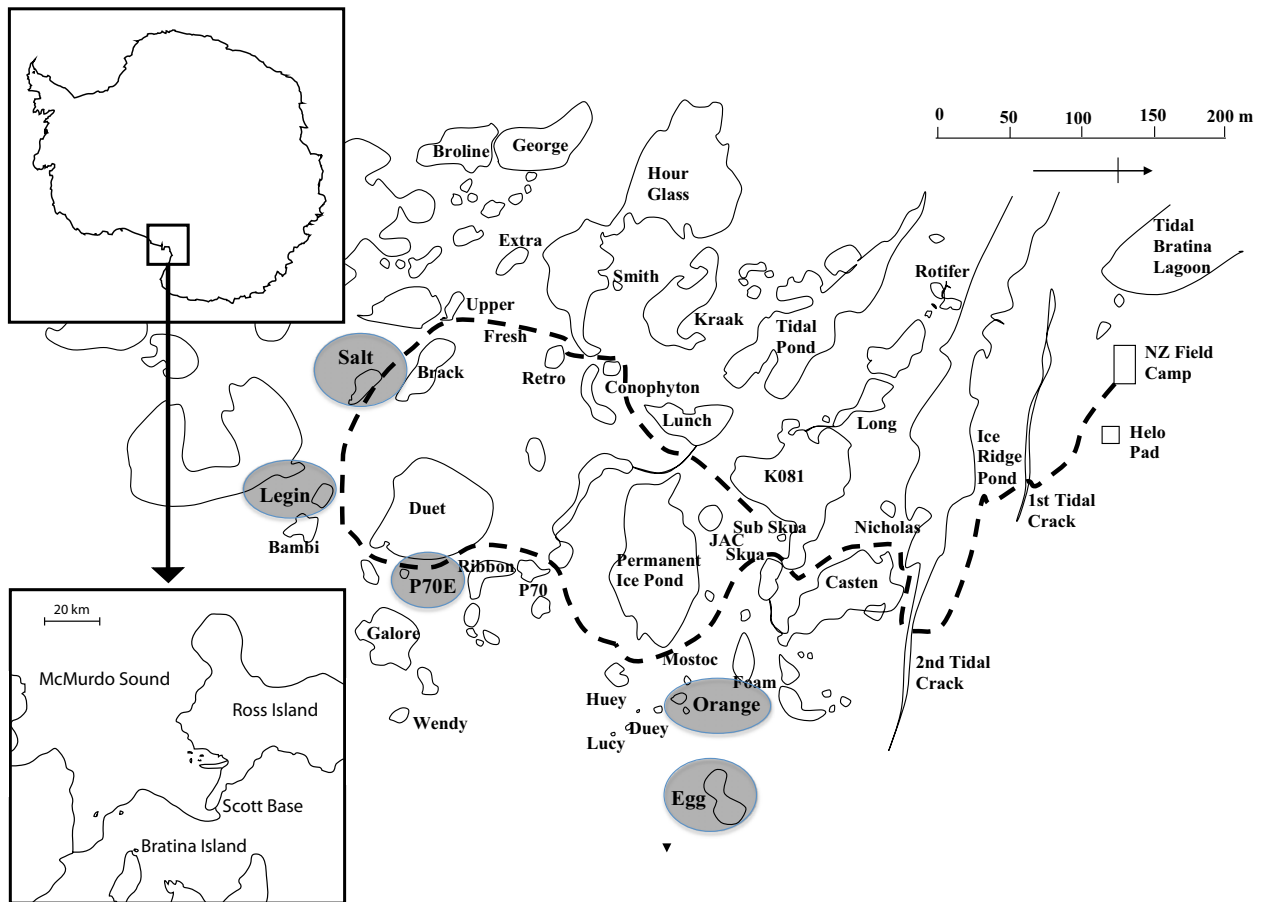 0 50 100 150 200 m
Broline
George
Hour
Glass
Tidal
Bratina
Lagoon
Extra
Smith
Rotifer
Upper
Kraak
Tidal
Pond
Fresh
Salt
Brack
Retro
Conophyton
NZ Field
Camp
Lunch
Long
Helo
Pad
Ice
Ridge
Pond
K081
Legin
Duet
1st Tidal
Crack
Sub Skua
Nicholas
JAC
Skua
Bambi
Permanent
Ice Pond
Ribbon
P70E
P70
Casten
Galore
Mostoc
2nd Tidal
Crack
Foam
Huey
Orange
Wendy
Duey
Lucy
Egg
20 km
McMurdo Sound
Ross Island
Scott Base
Bratina Island